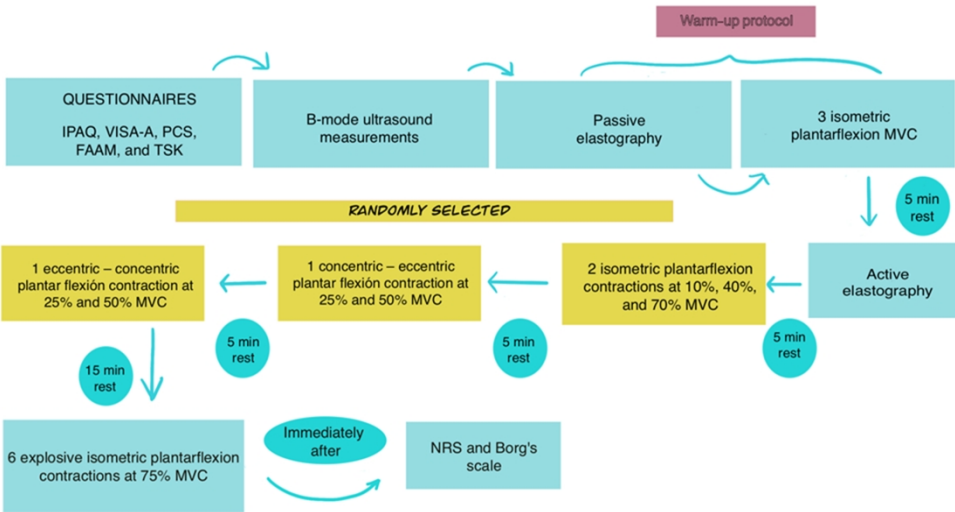 Warm-up protocol
QUESTIONNAIRES
IPAQ, VISA-A, PCS,
FAAM, and TSK
B-mode ultrasound
measurements
Passive
elastography
3 isometric
plantarflexion MVC
5 min
rest
RANDOMLY SELECTED
Active
elastography
5 min
rest
2 isometric plantarflexion
contractions at 10%, 40%,
and 70% MVC
5 min
rest
1 concentric – eccentric
plantar flexión contraction at
25% and 50% MVC
5 min
rest
1 eccentric – concentric
plantar flexión contraction at
25% and 50% MVC
15 min
rest
6 explosive isometric plantarflexion
contractions at 75% MVC
Immediately
after
NRS and Borg's
scale